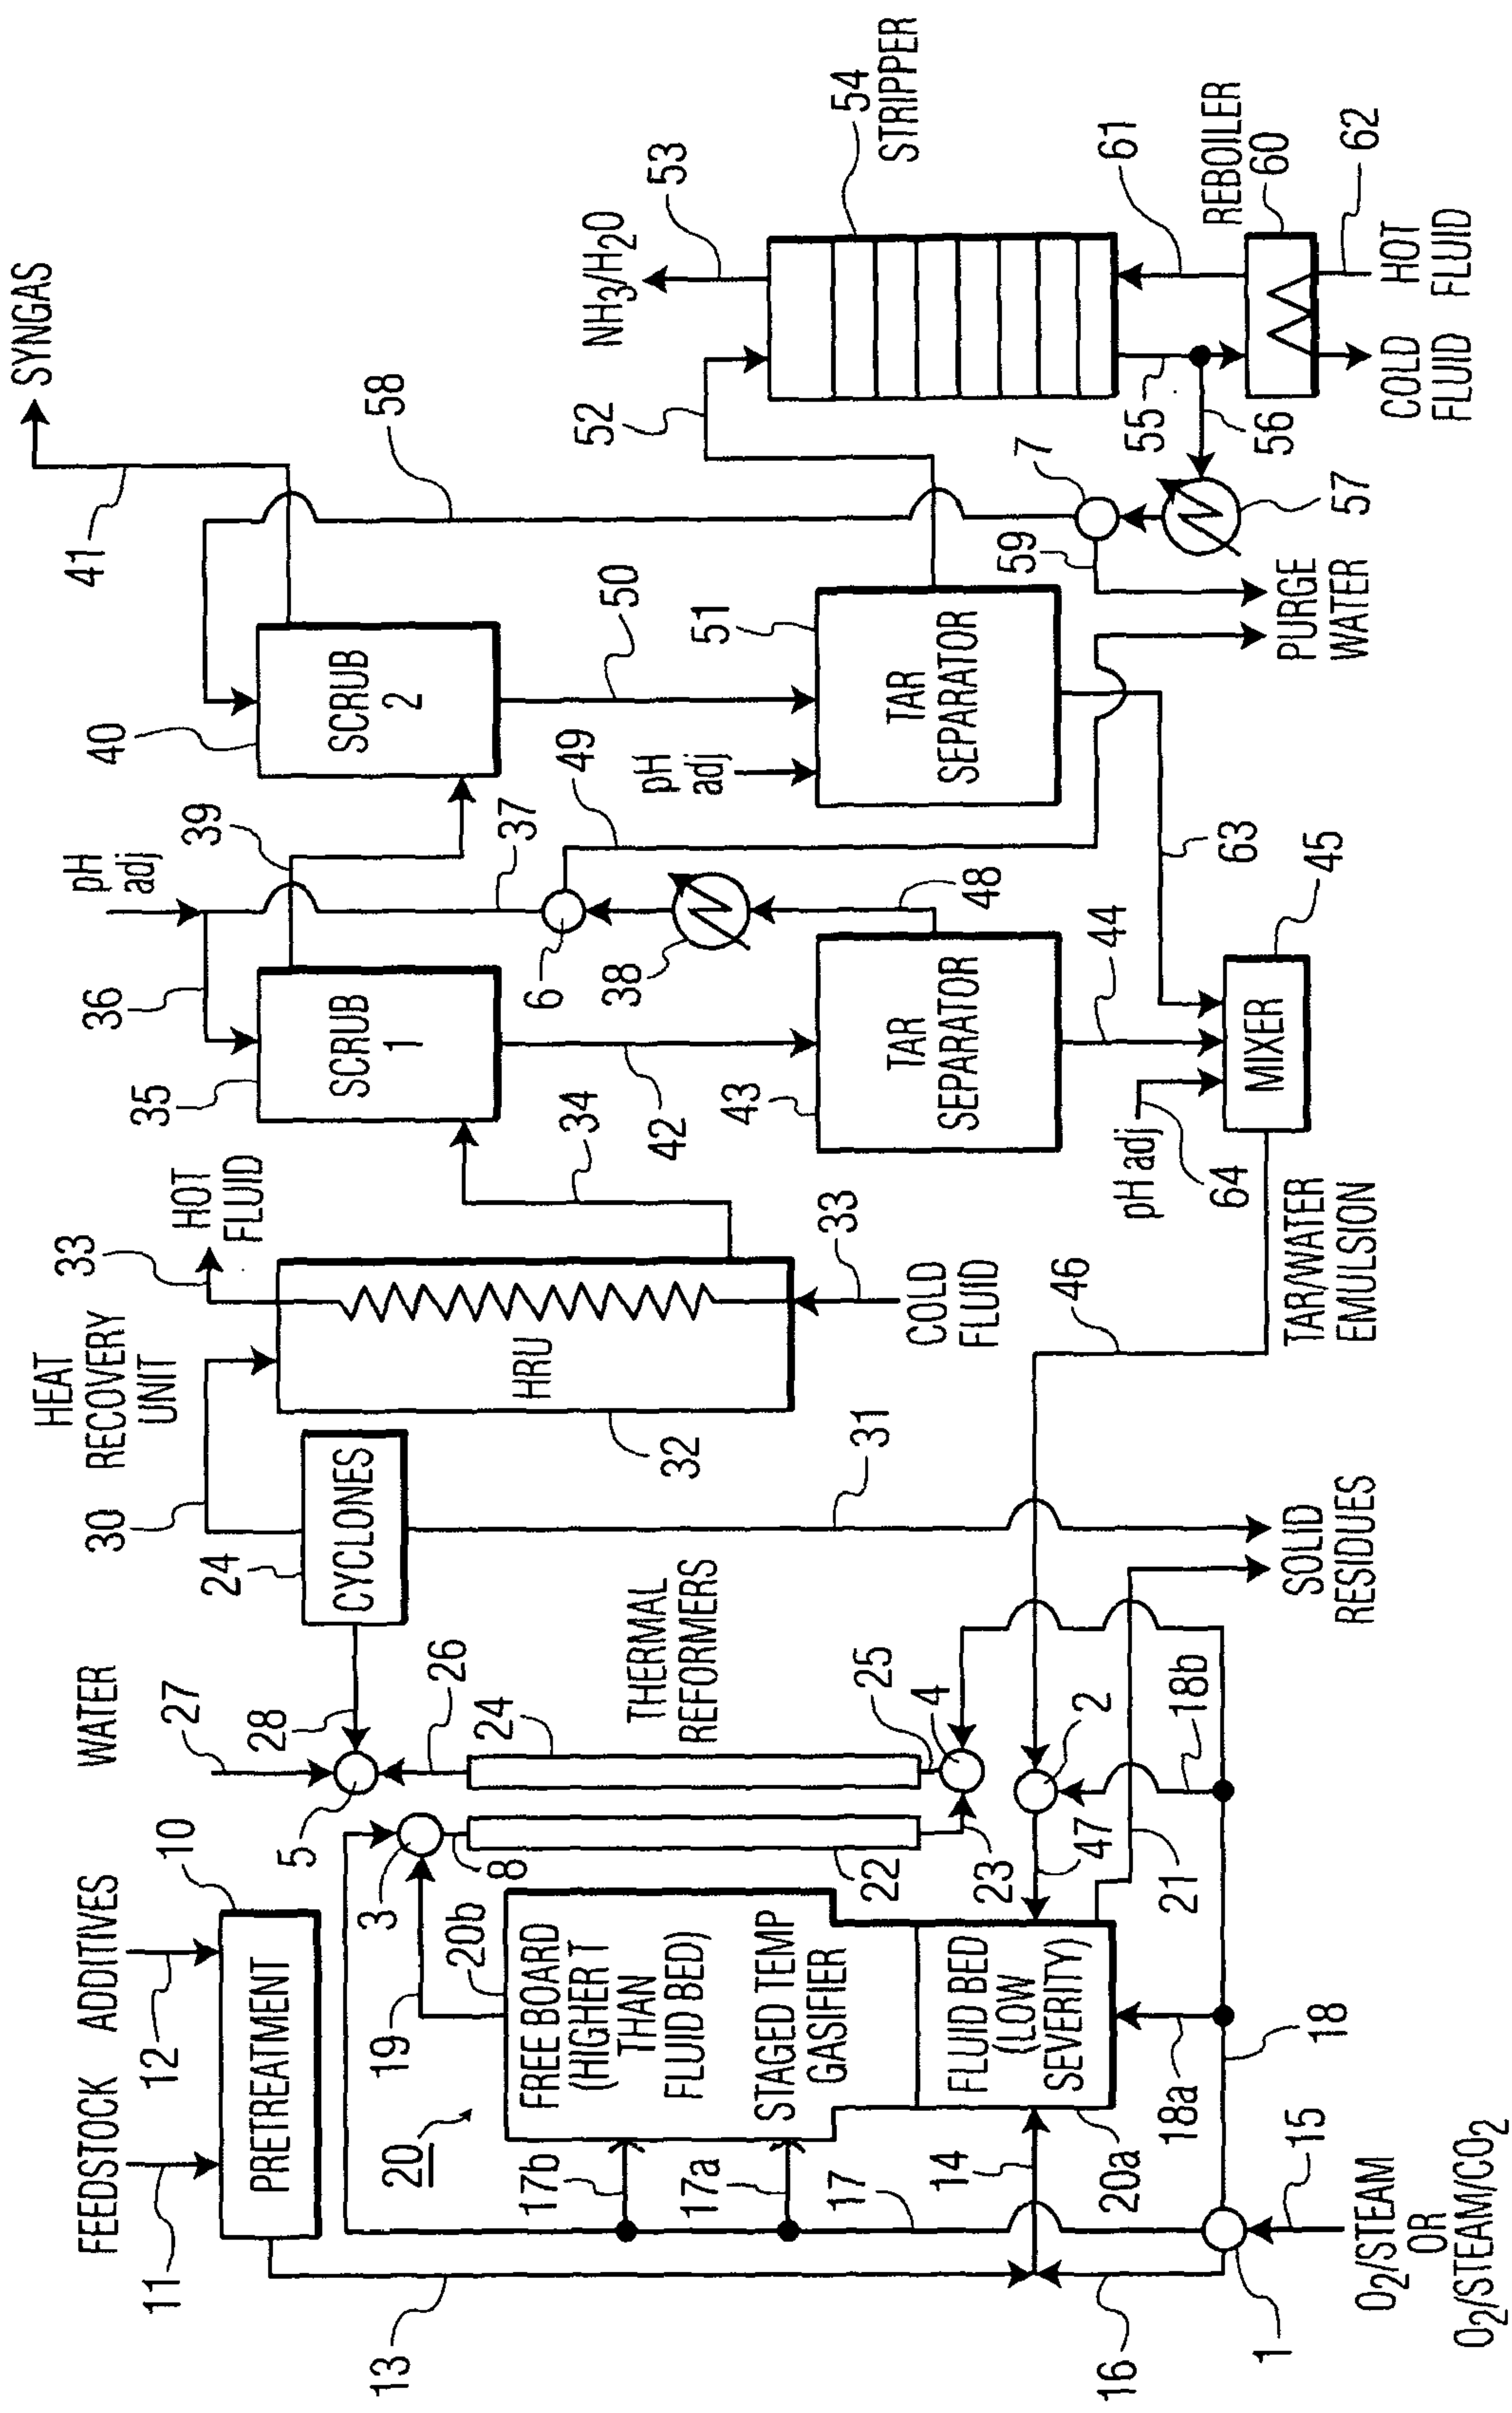 FEEDSTOCK
ADDITIVES
11
12
10
PRETREATMENT
13
WATER
27
28
5
3
8
19
20
20b
FREE BOARD
(HIGHER T
THAN
FLUID BED)
STAGED TEMP
GASIFIER
17b
17a
17
14
16
FLUID BED
(LOW
SEVERITY)
20a
18a
18
18b
15
1
O2/STEAM
OR
O2/STEAM/CO2
22
23
24
25
26
4
2
47
21
THERMAL
REFORMERS
24
CYCLONES
30
31
SOLID
RESIDUES
HEAT
RECOVERY
UNIT
33
HOT
FLUID
HRU
32
33
COLD
FLUID
34
35
SCRUB
1
36
pH
adj
37
39
42
6
38
48
49
43
TAR
SEPARATOR
44
pH adj
64
MIXER
45
46
TAR/WATER
EMULSION
63
40
SCRUB
2
41
SYNGAS
58
50
pH
adj
51
TAR
SEPARATOR
52
NH3/H2O
53
54
STRIPPER
55
56
57
7
59
PURGE
WATER
61
REBOILER
60
62
HOT
FLUID
COLD
FLUID